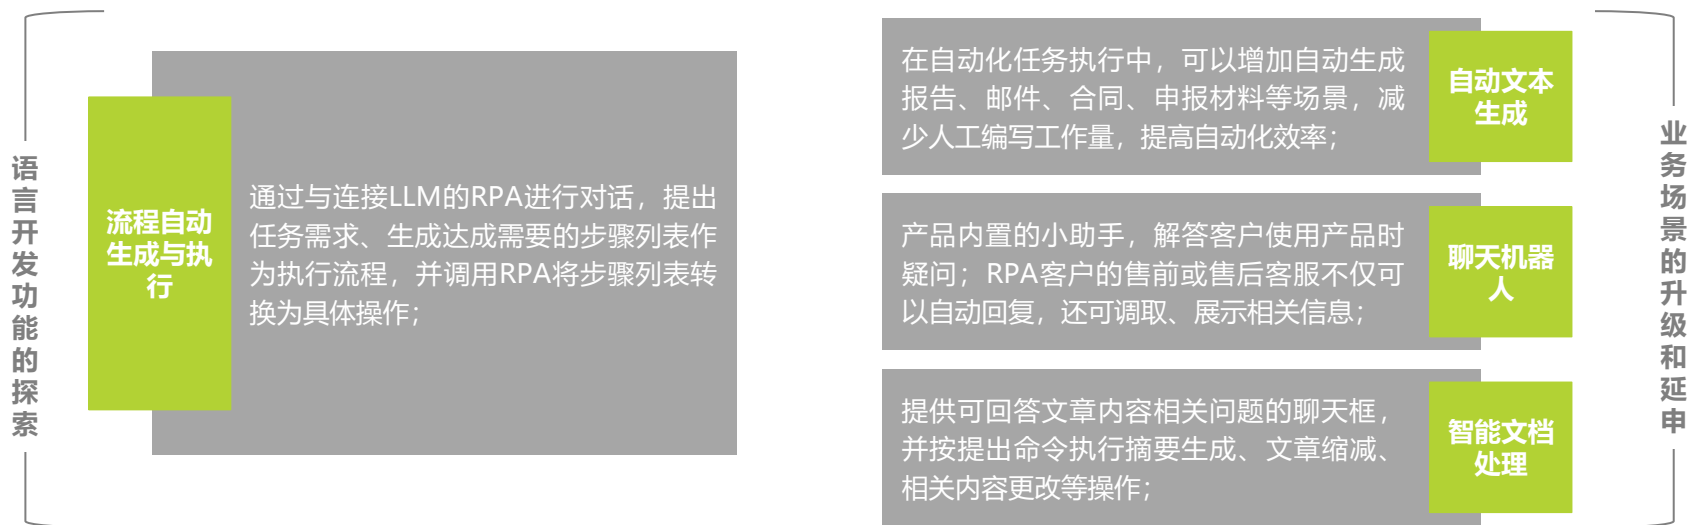 语言开发功能的探索
流程自动
生成与执
行
通过与连接LLM的RPA进行对话，提出
任务需求、生成达成需要的步骤列表作
为执行流程，并调用RPA将步骤列表转
换为具体操作；
在自动化任务执行中，可以增加自动生成
报告、邮件、合同、申报材料等场景，减
少人工编写工作量，提高自动化效率；
自动文本
生成
产品内置的小助手，解答客户使用产品时
疑问；RPA客户的售前或售后客服不仅可
以自动回复，还可调取、展示相关信息；
聊天机器
人
提供可回答文章内容相关问题的聊天框，
并按提出命令执行摘要生成、文章缩减、
相关内容更改等操作；
智能文档
处理
业务场景的升级和延申